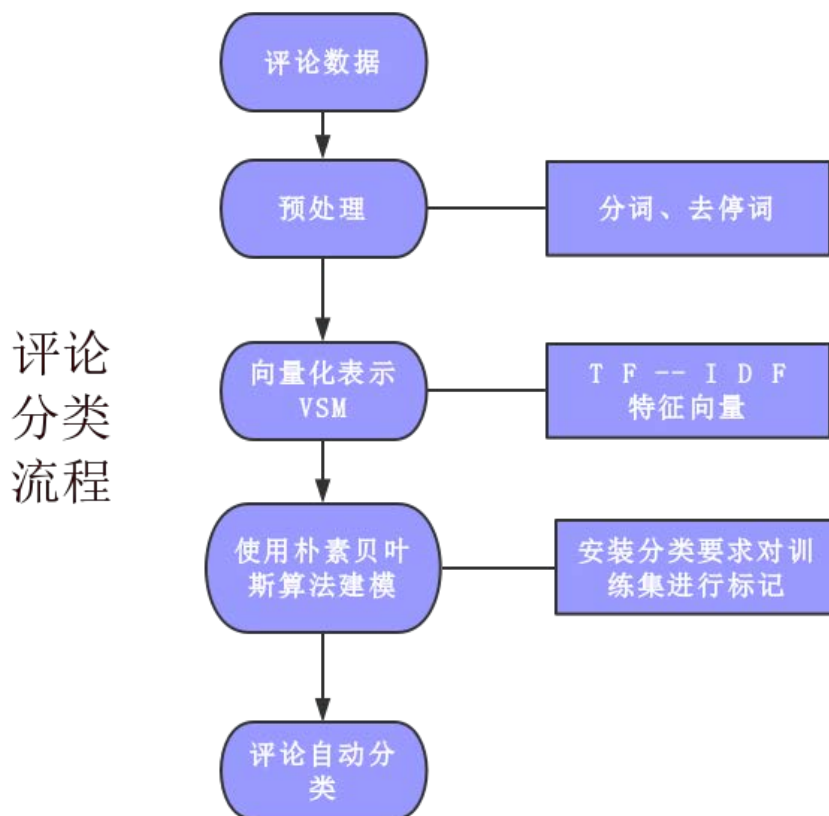 评论数据
预处理
分词、去停词
评论
分类
流程
向量化表示
VSM
T F -- I D F
特征向量
使用朴素贝叶
斯算法建模
安装分类要求对训
练集进行标记
评论自动分
类